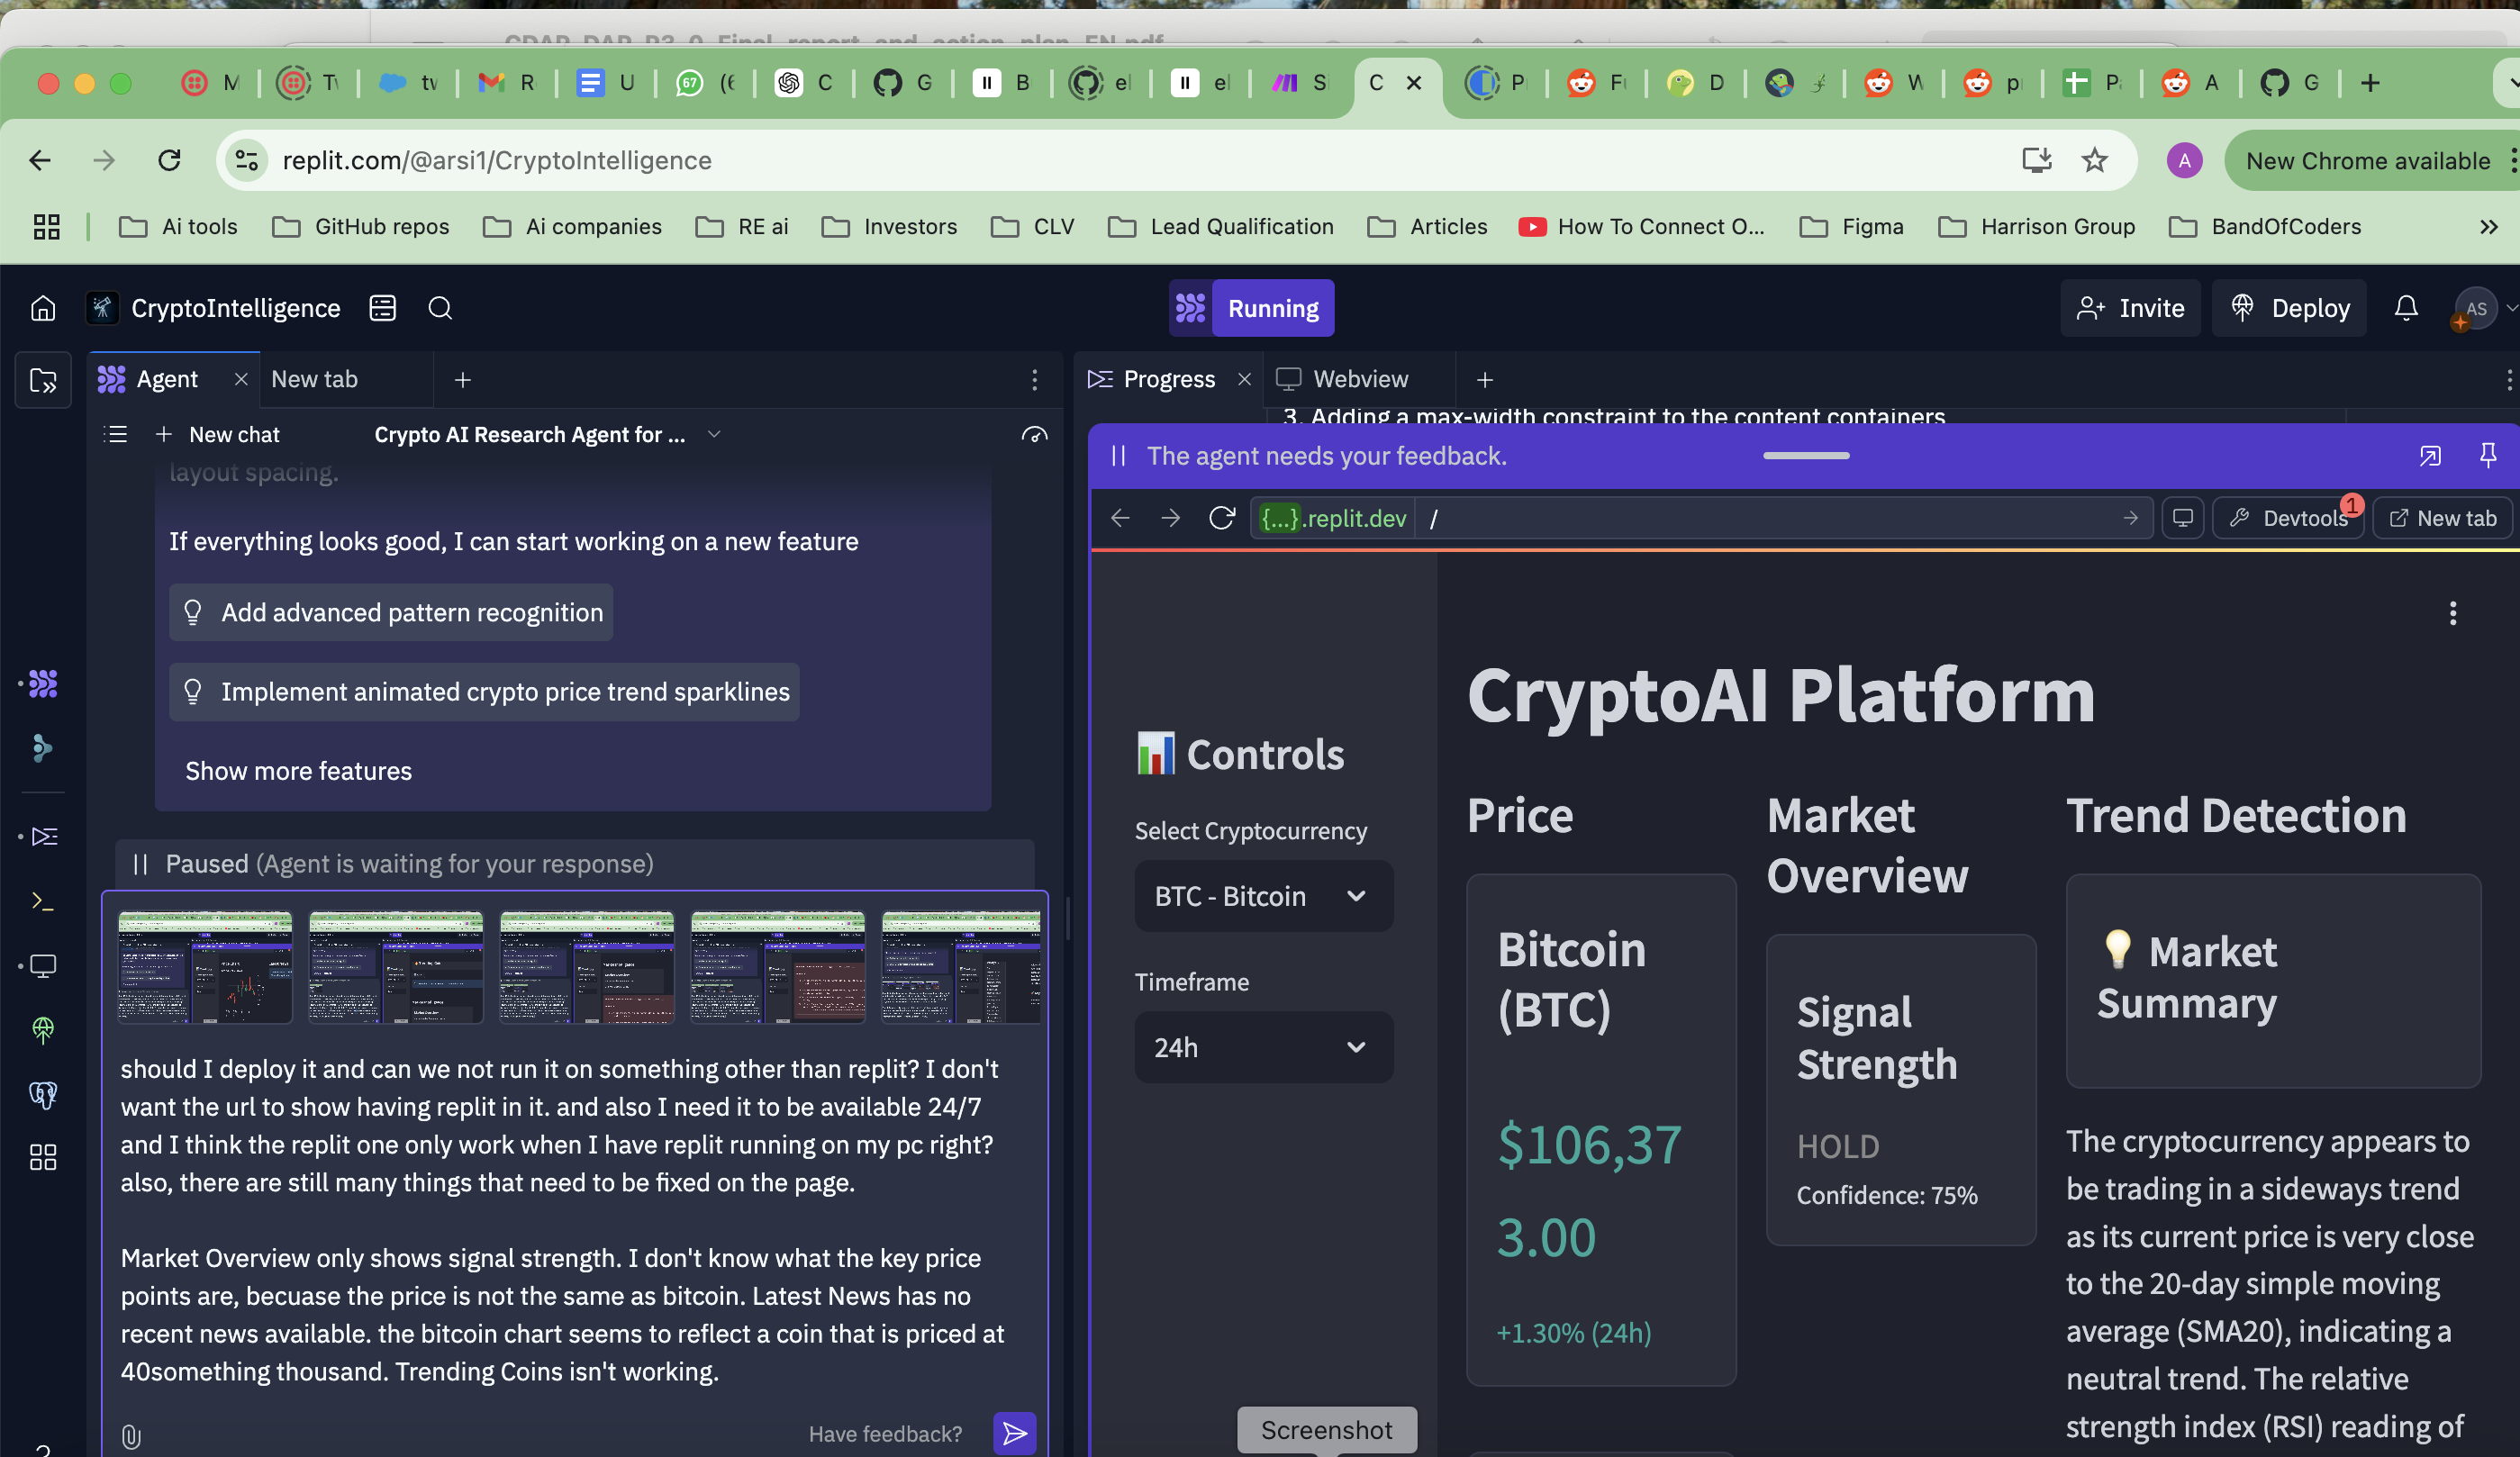 M
Tv
tv
R
U
(6
C
G
B
el
el
S
C
P
Fu
D
W
p
P
A
G
replit.com/@arsi1/CryptoIntelligence
A
New Chrome available
Ai tools
GitHub repos
Ai companies
RE ai
Investors
CLV
Lead Qualification
Articles
How To Connect O...
Figma
Harrison Group
BandOfCoders
CryptoIntelligence
Running
Invite
Deploy
AS
Agent
New tab
New chat
Crypto AI Research Agent for ...
layout spacing.
If everything looks good, I can start working on a new feature
Add advanced pattern recognition
Implement animated crypto price trend sparklines
Show more features
Paused (Agent is waiting for your response)
should I deploy it and can we not run it on something other than replit? I don't
want the url to show having replit in it. and also I need it to be available 24/7
and I think the replit one only work when I have replit running on my pc right?
also, there are still many things that need to be fixed on the page.
Market Overview only shows signal strength. I don't know what the key price
points are, becuase the price is not the same as bitcoin. Latest News has no
recent news available. the bitcoin chart seems to reflect a coin that is priced at
40something thousand. Trending Coins isn't working.
Have feedback?
Progress
Webview
3. Adding a max-width constraint to the content containers
The agent needs your feedback.
{...}.replit.dev
/
Devtools
1
New tab
Controls
Select Cryptocurrency
BTC - Bitcoin
Timeframe
24h
CryptoAI Platform
Price
Bitcoin
(BTC)
$106,37
3.00
+1.30% (24h)
Market
Overview
Signal
Strength
HOLD
Confidence: 75%
Trend Detection
Market
Summary
The cryptocurrency appears to
be trading in a sideways trend
as its current price is very close
to the 20-day simple moving
average (SMA20), indicating a
neutral trend. The relative
strength index (RSI) reading of
Screenshot